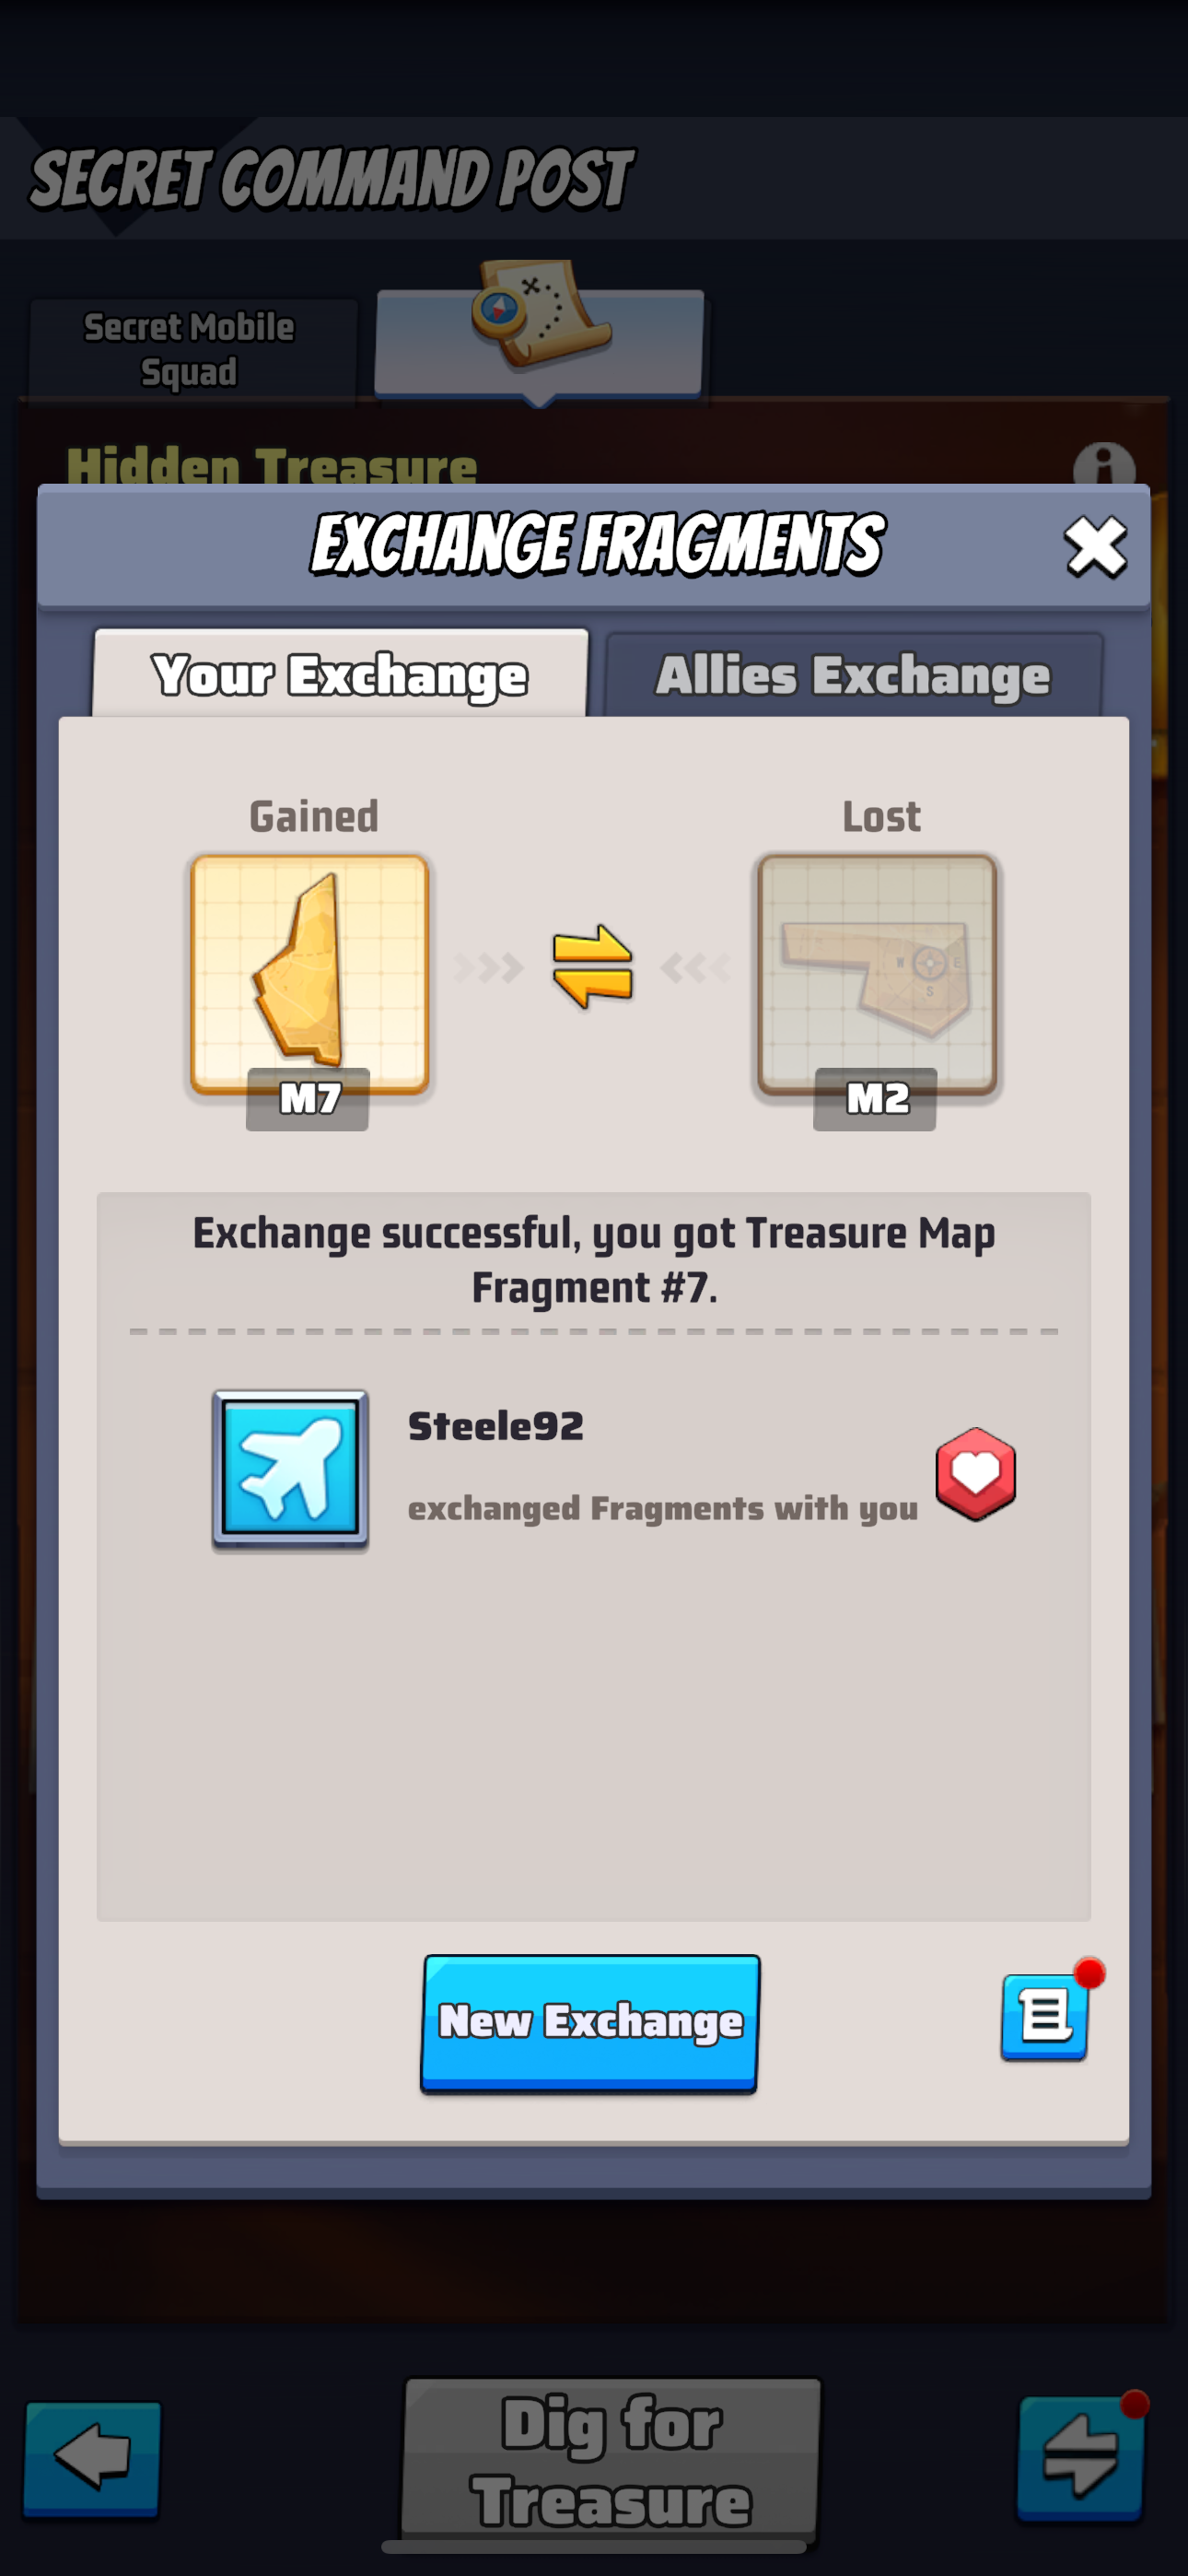 SECRET COMMAND POST
Secret Mobile
Squad
Hidden Treasure
EXCHANGE FRAGMENTS
Your Exchange
Allies Exchange
Gained
Lost
W E
S
M7
M2
Exchange successful, you got Treasure Map
Fragment #7.
Steele92
exchanged Fragments with you
New Exchange
Dig for
Treasure